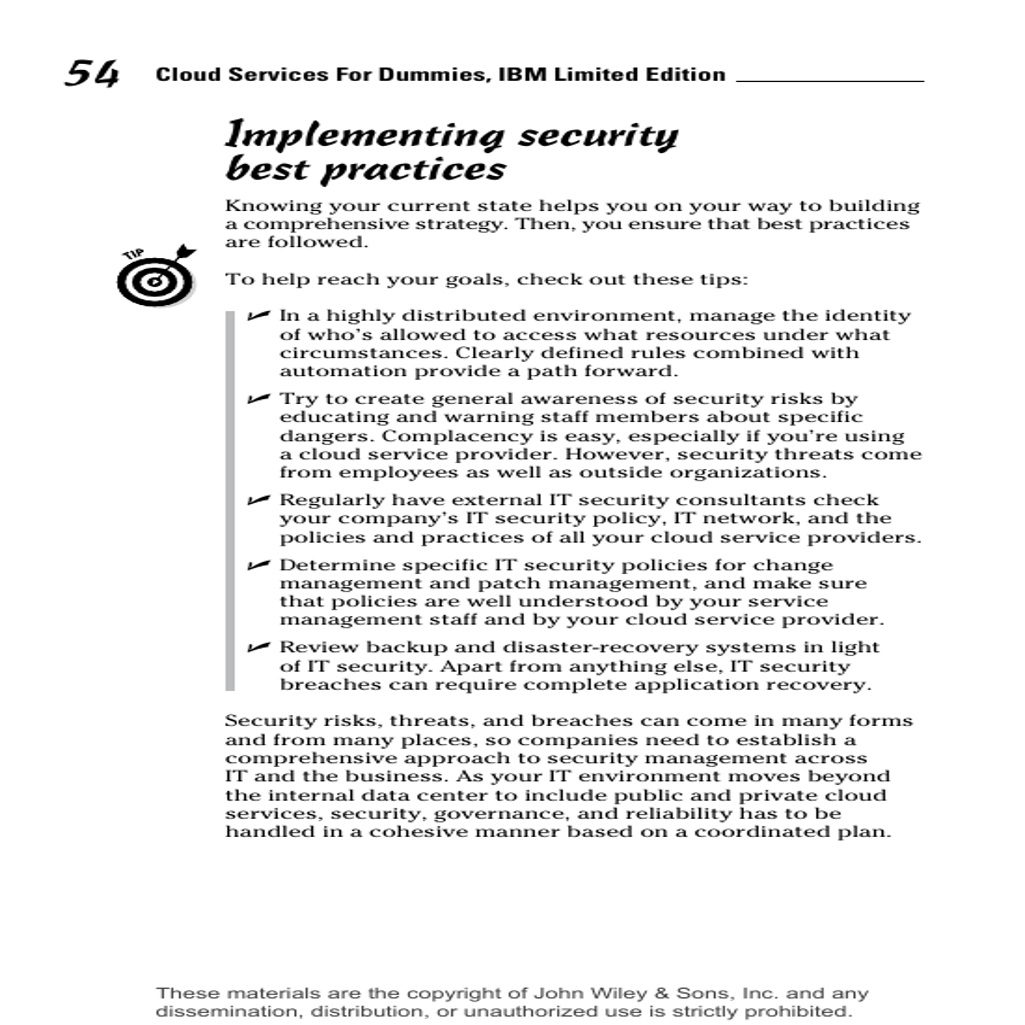 54 Cloud Services For Dummies, IBM Limited Edition
Implementing security
best practices
Knowing your current state helps you on your way to building
a comprehensive strategy. Then, you ensure that best practices
are followed.
TIP
To help reach your goals, check out these tips:
✓ In a highly distributed environment, manage the identity
of who's allowed to access what resources under what
circumstances. Clearly defined rules combined with
automation provide a path forward.
✓ Try to create general awareness of security risks by
educating and warning staff members about specific
dangers. Complacency is easy, especially if you're using
a cloud service provider. However, security threats come
from employees as well as outside organizations.
✓ Regularly have external IT security consultants check
your company's IT security policy, IT network, and the
policies and practices of all your cloud service providers.
✓ Determine specific IT security policies for change
management and patch management, and make sure
that policies are well understood by your service
management staff and by your cloud service provider.
✓ Review backup and disaster-recovery systems in light
of IT security. Apart from anything else, IT security
breaches can require complete application recovery.
Security risks, threats, and breaches can come in many forms
and from many places, so companies need to establish a
comprehensive approach to security management across
IT and the business. As your IT environment moves beyond
the internal data center to include public and private cloud
services, security, governance, and reliability has to be
handled in a cohesive manner based on a coordinated plan.
These materials are the copyright of John Wiley & Sons, Inc. and any
dissemination, distribution, or unauthorized use is strictly prohibited.